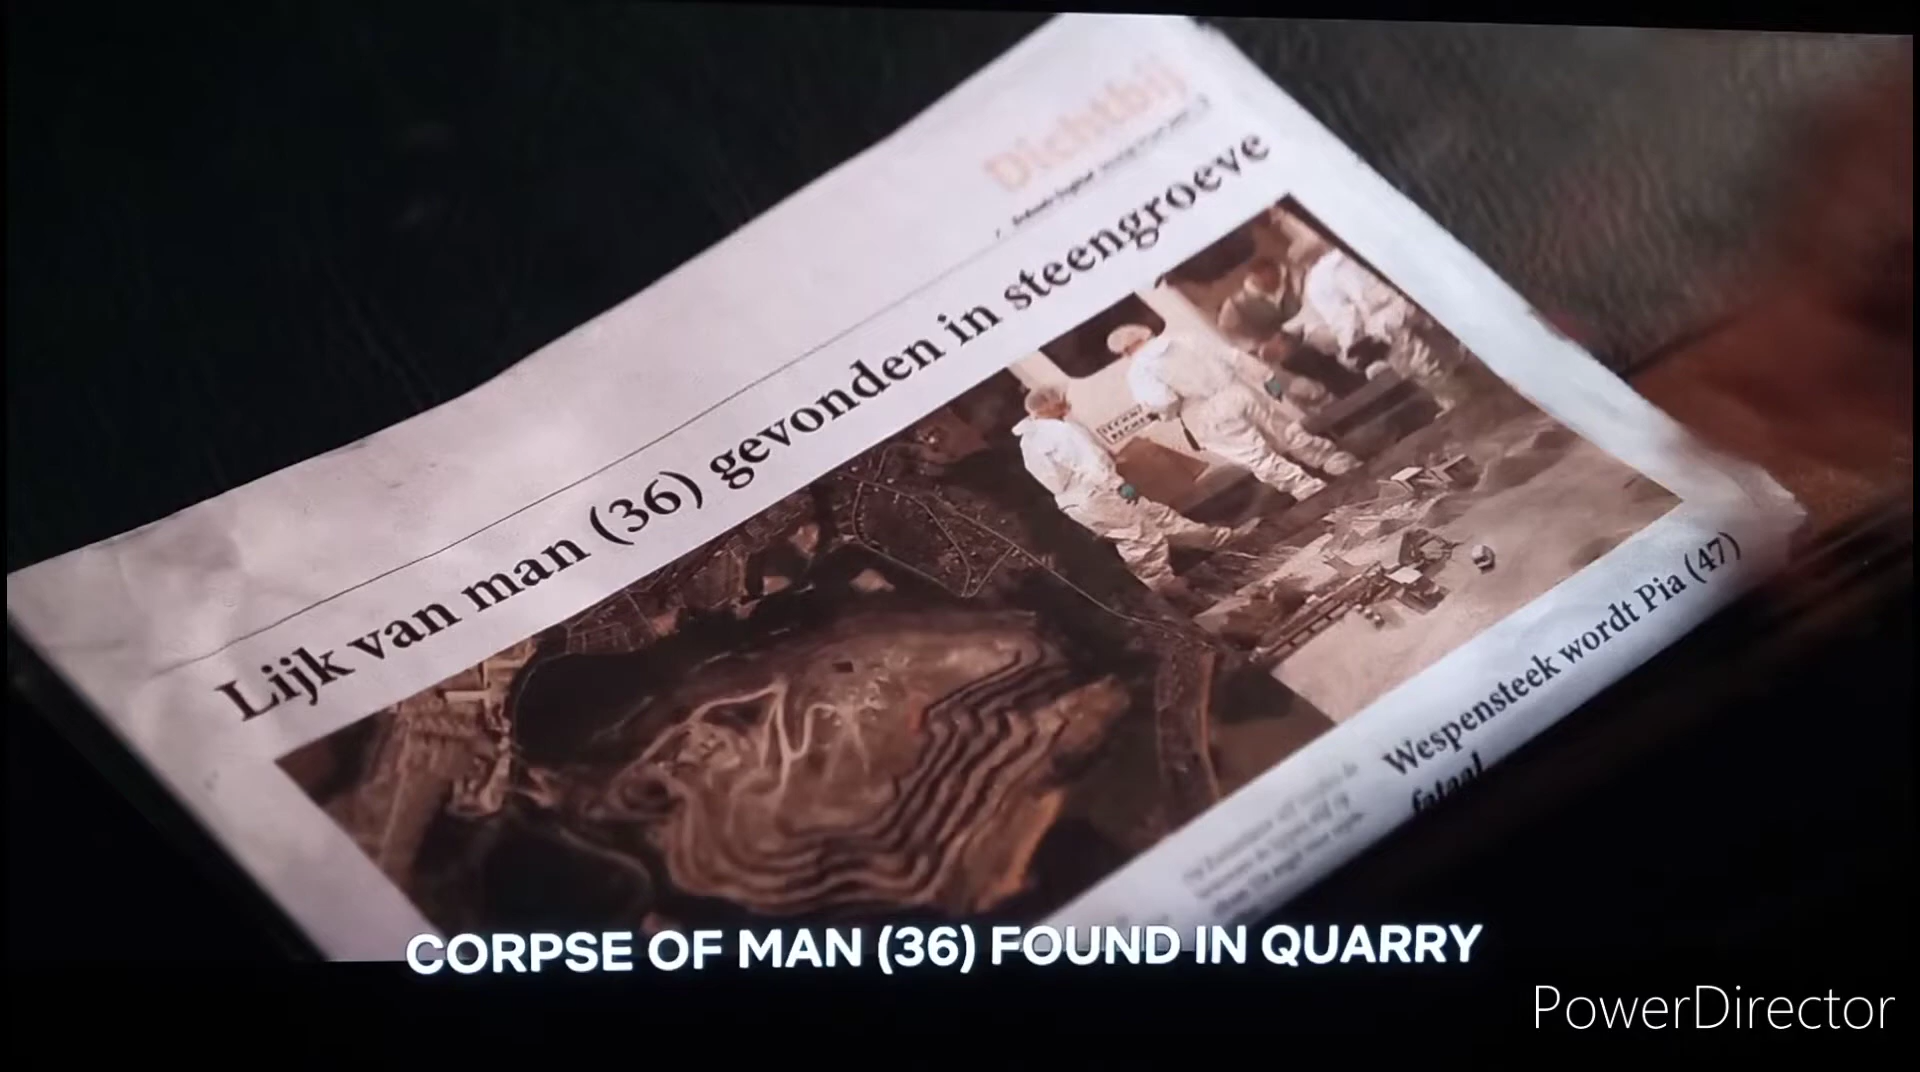 Dichtbij
Lijk van man (36) gevonden in steengroeve
Wespensteek wordt Pia (47)
fataal
CORPSE OF MAN (36) FOUND IN QUARRY
PowerDirector